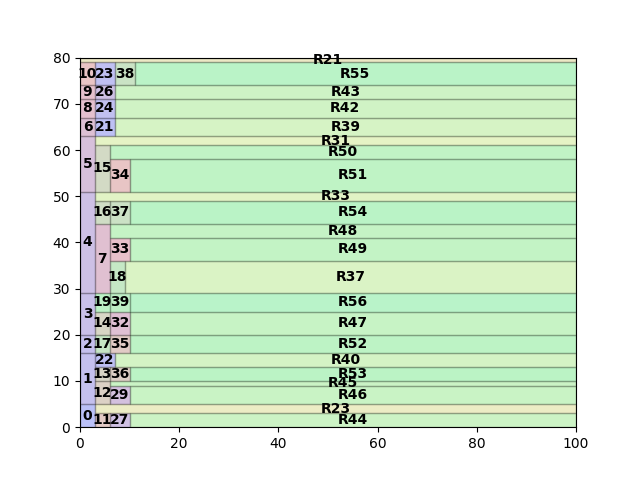 80
R21
10 23 38 R55
9 26 R43
70
8 24 R42
6 21 R39
R31
60
5 15 R50
34 R51
50
R33
16 37 R54
4 R48
40
7 33 R49
18 R37
30
19 39 R56
3
14 32 R47
20
2 17 35 R52
22 R40
13 36 R53
1
10
R45
12 29 R46
R23
0
11 27 R44
0
0 20 40 60 80 100